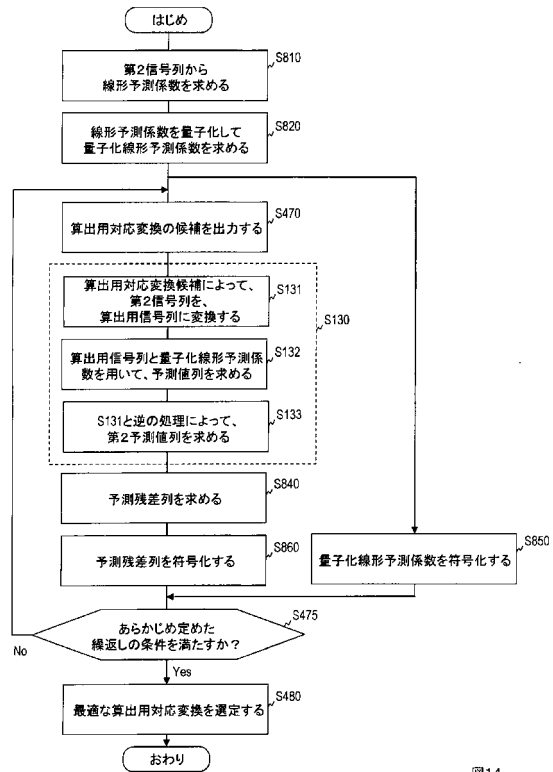 はじめ
第2信号列から
線形予測係数を求める
S810
線形予測係数を量子化して
量子化線形予測係数を求める
S820
算出用対応変換の候補を出力する
S470
算出用対応変換候補によって、
第2信号列を、
算出用信号列に変換する
S131
S130
算出用信号列と量子化線形予測係
数を用いて、予測値列を求める
S132
S131と逆の処理によって、
第2予測値列を求める
S133
予測残差列を求める
S840
予測残差列を符号化する
S860
量子化線形予測係数を符号化する
S850
あらかじめ定めた
繰返しの条件を満たすか?
S475
No
Yes
最適な算出用対応変換を選定する
S480
おわり
図14